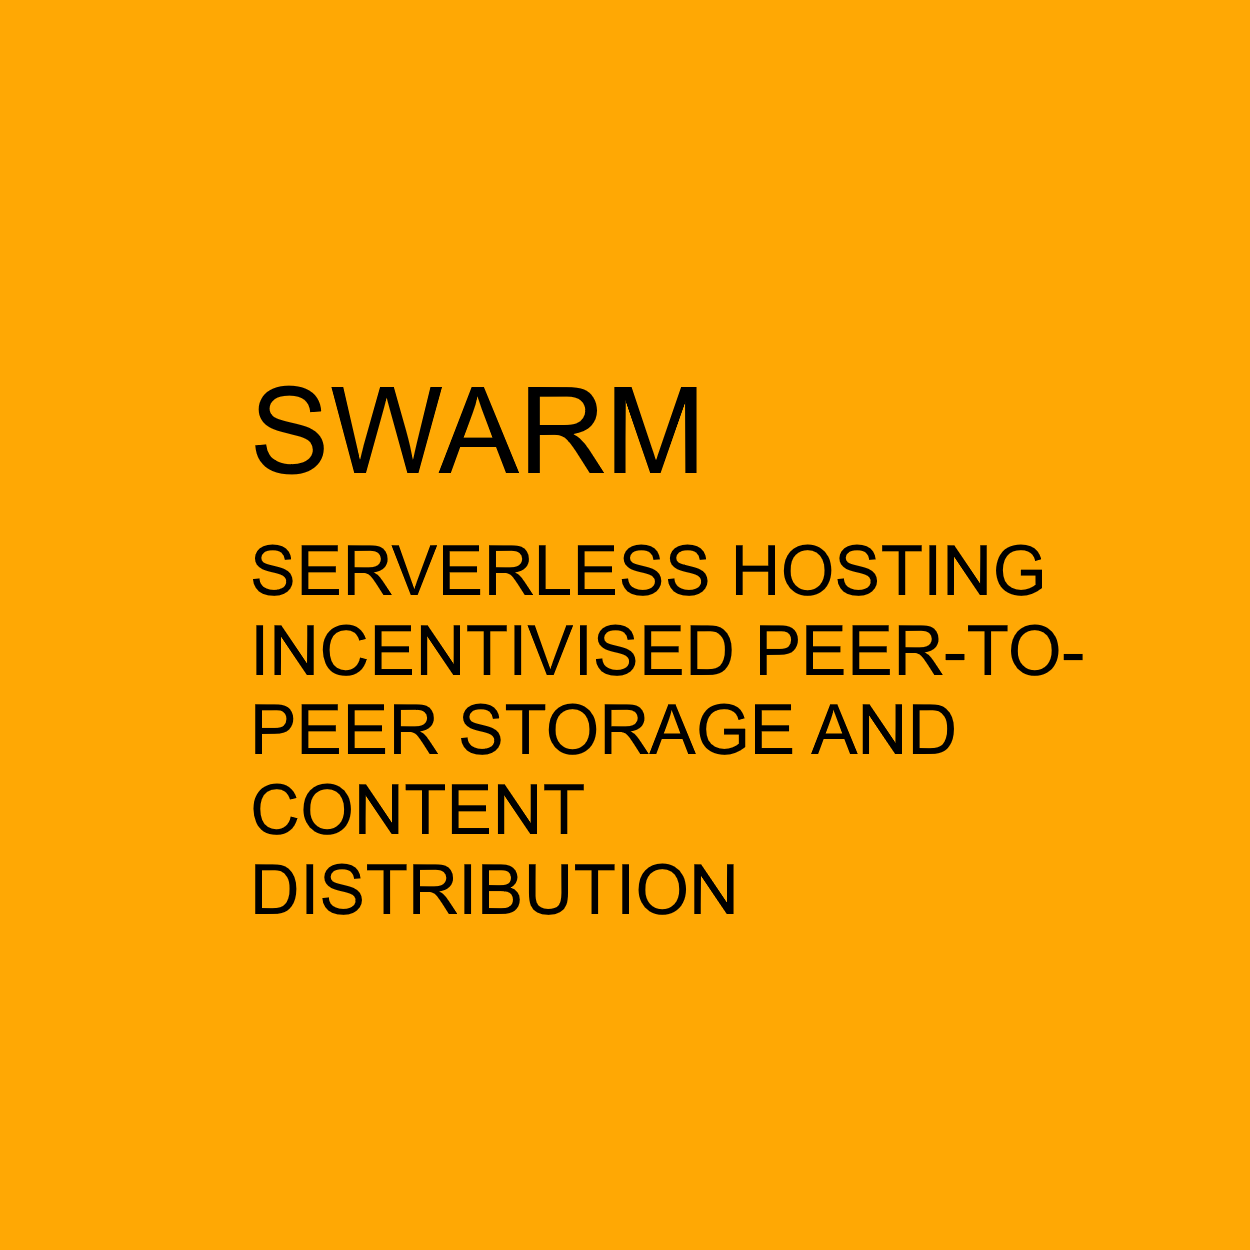 SWARM
SERVERLESS HOSTING
INCENTIVISED PEER-TO-
PEER STORAGE AND
CONTENT
DISTRIBUTION